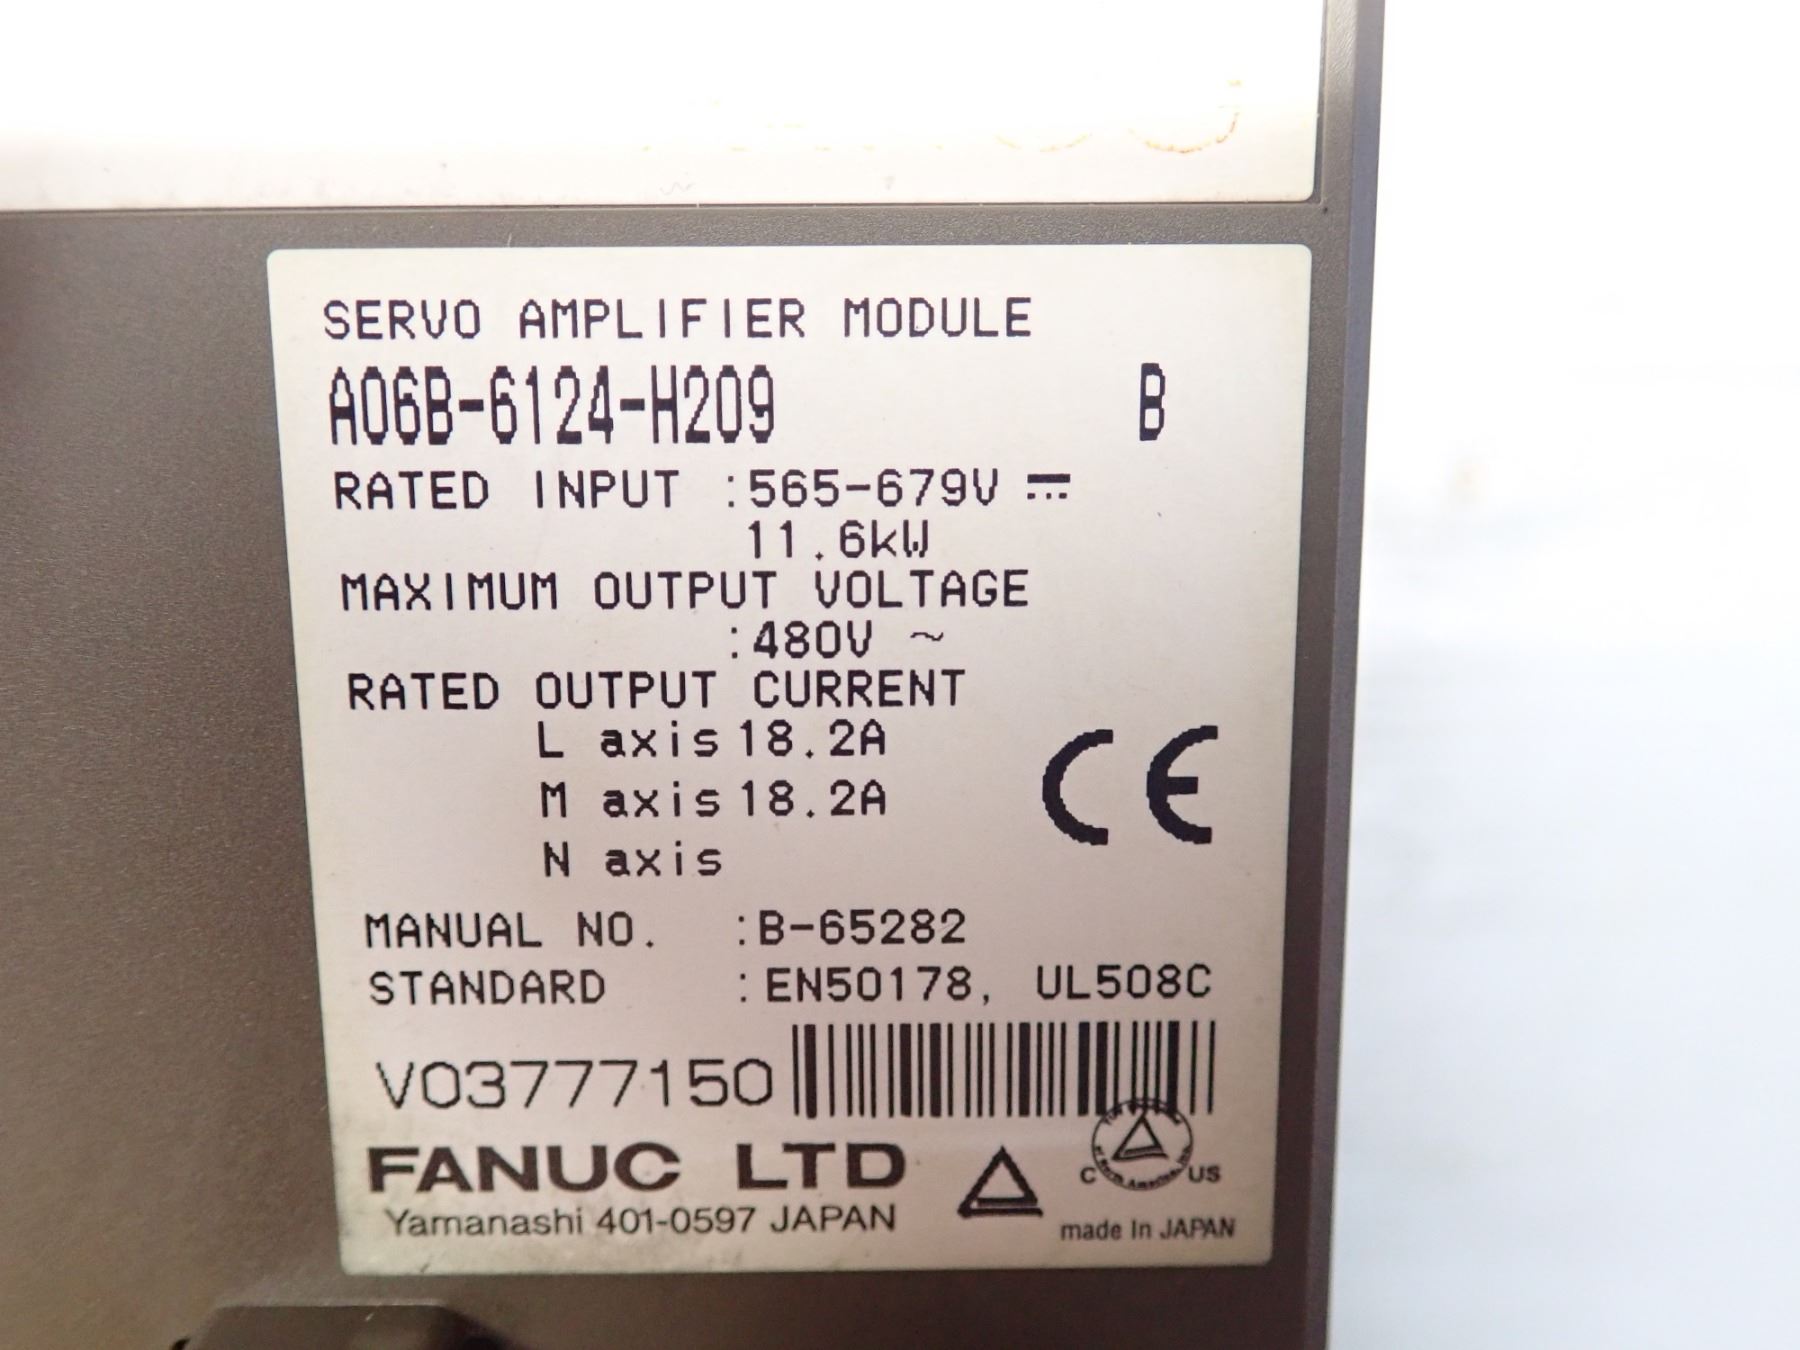 SERVO AMPLIFIER MODULE
A06B-6124-H209 B
RATED INPUT :565-679V ⎓
11.6kW
MAXIMUM OUTPUT VOLTAGE
:480V ~
RATED OUTPUT CURRENT
L axis 18.2A
M axis 18.2A
N axis
CE
MANUAL NO. :B-65282
STANDARD :EN50178, UL508C
V03777150
FANUC LTD
Yamanashi 401-0597 JAPAN
C US
made in JAPAN